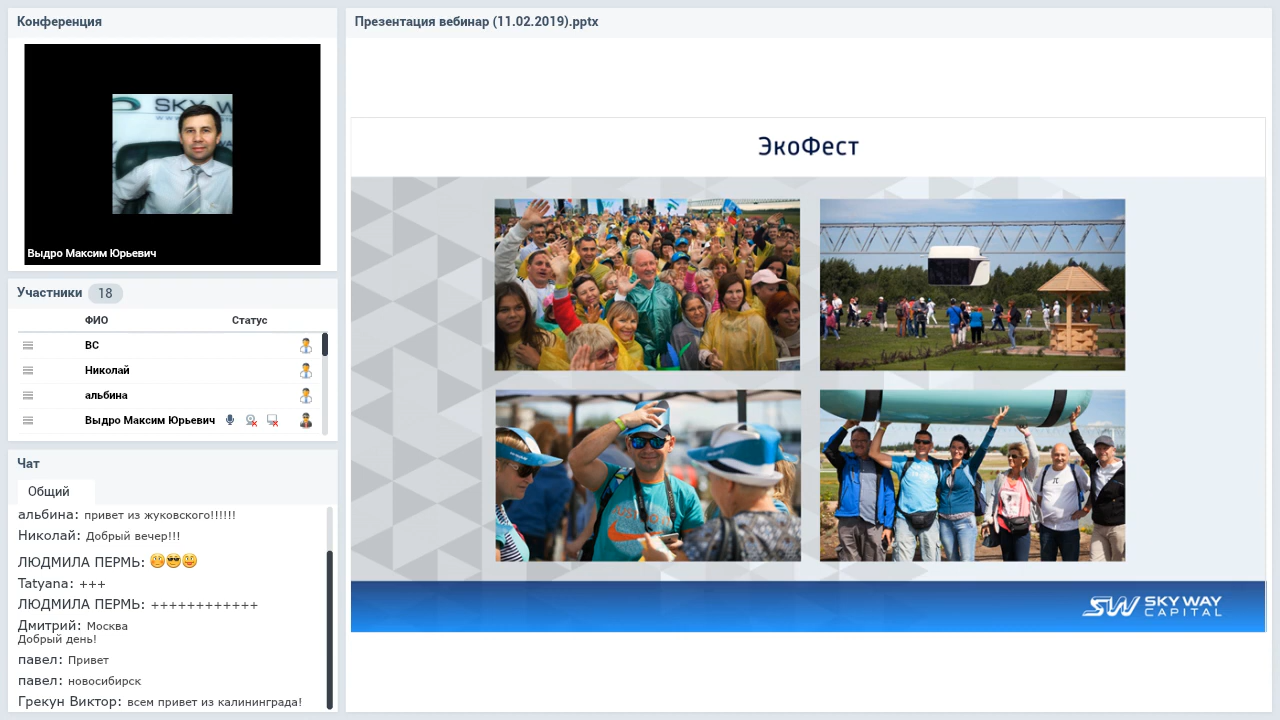 Конференция
SKY W
Выдро Максим Юрьевич
Участники 18
ФИО Статус
ВС
Николай
альбина
Выдро Максим Юрьевич
Чат
Общий
альбина: привет из жуковского!!!!!!
Николай: Добрый вечер!!!
ЛЮДМИЛА ПЕРМЬ:
Tatyana: +++
ЛЮДМИЛА ПЕРМЬ: ++++++++++++
Дмитрий: Москва
Добрый день!
павел: Привет
павел: новосибирск
Грекун Виктор: всем привет из калининграда!
Презентация вебинар (11.02.2019).pptx
ЭкоФест
SW SKY WAY
CAPITAL